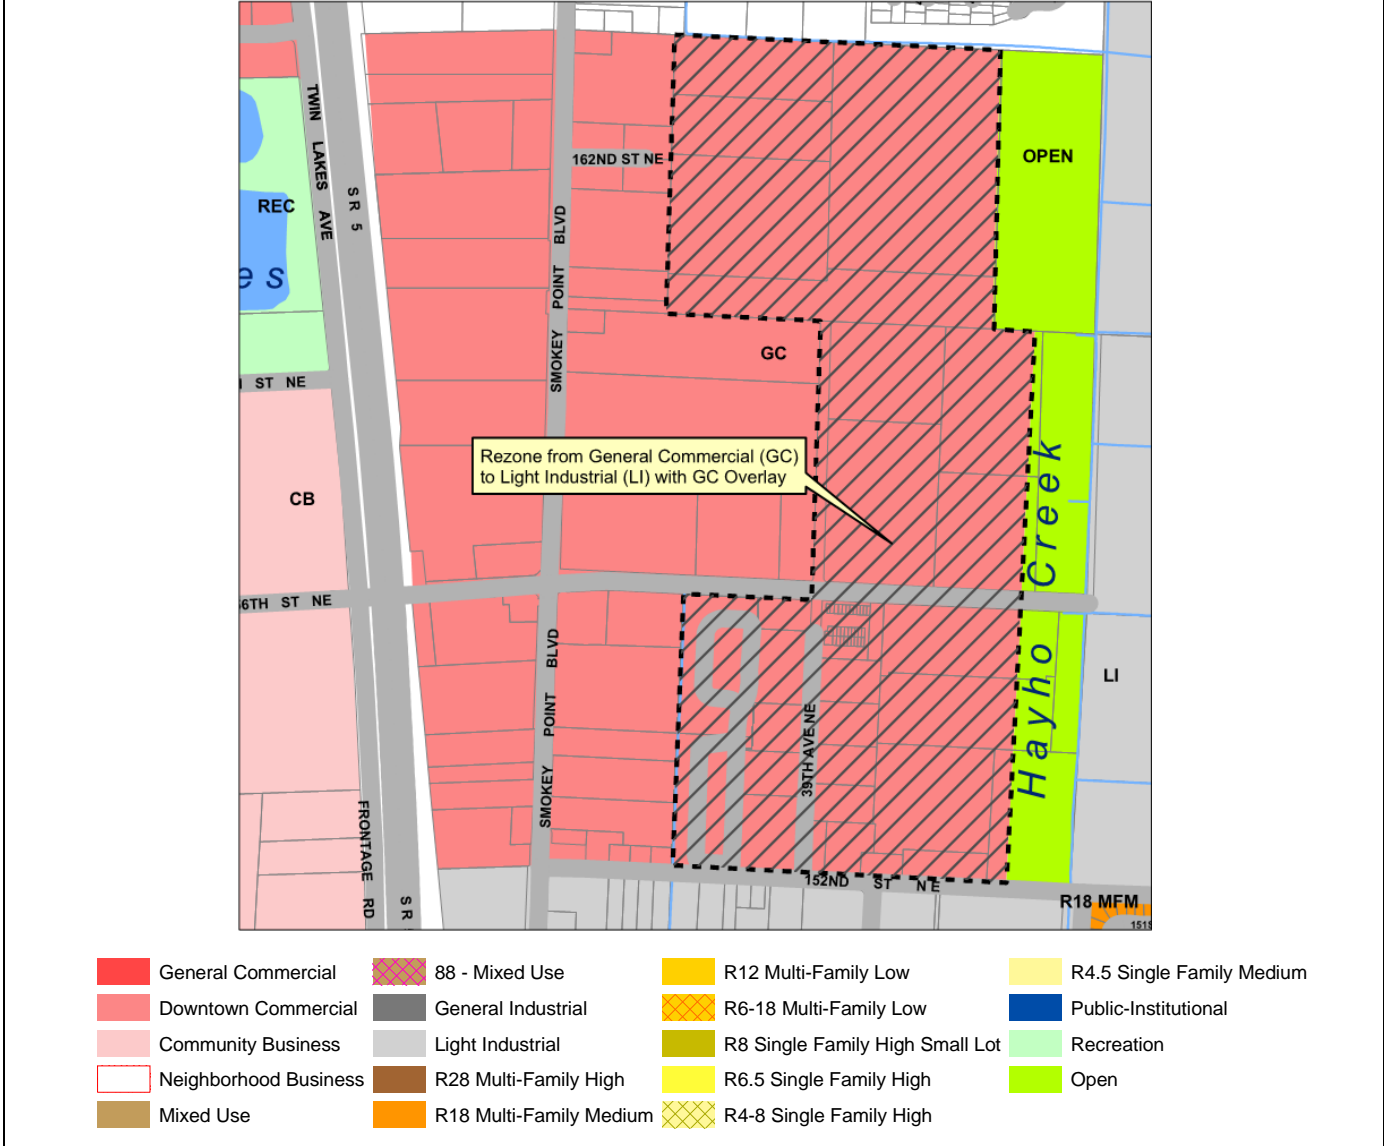 TWIN LAKES AVE
SR 5
162ND ST NE
OPEN
REC
es
SMOKEY POINT BLVD
GC
ST NE
Rezone from General Commercial (GC)
to Light Industrial (LI) with GC Overlay
CB
Hayho Creek
6TH ST NE
LI
SMOKEY POINT BLVD
39TH AVE NE
FRONTAGE RD
SR
152ND ST NE
R18 MFM
151S
General Commercial
Downtown Commercial
Community Business
Neighborhood Business
Mixed Use
88 - Mixed Use
General Industrial
Light Industrial
R28 Multi-Family High
R18 Multi-Family Medium
R12 Multi-Family Low
R6-18 Multi-Family Low
R8 Single Family High Small Lot
R6.5 Single Family High
R4-8 Single Family High
R4.5 Single Family Medium
Public-Institutional
Recreation
Open